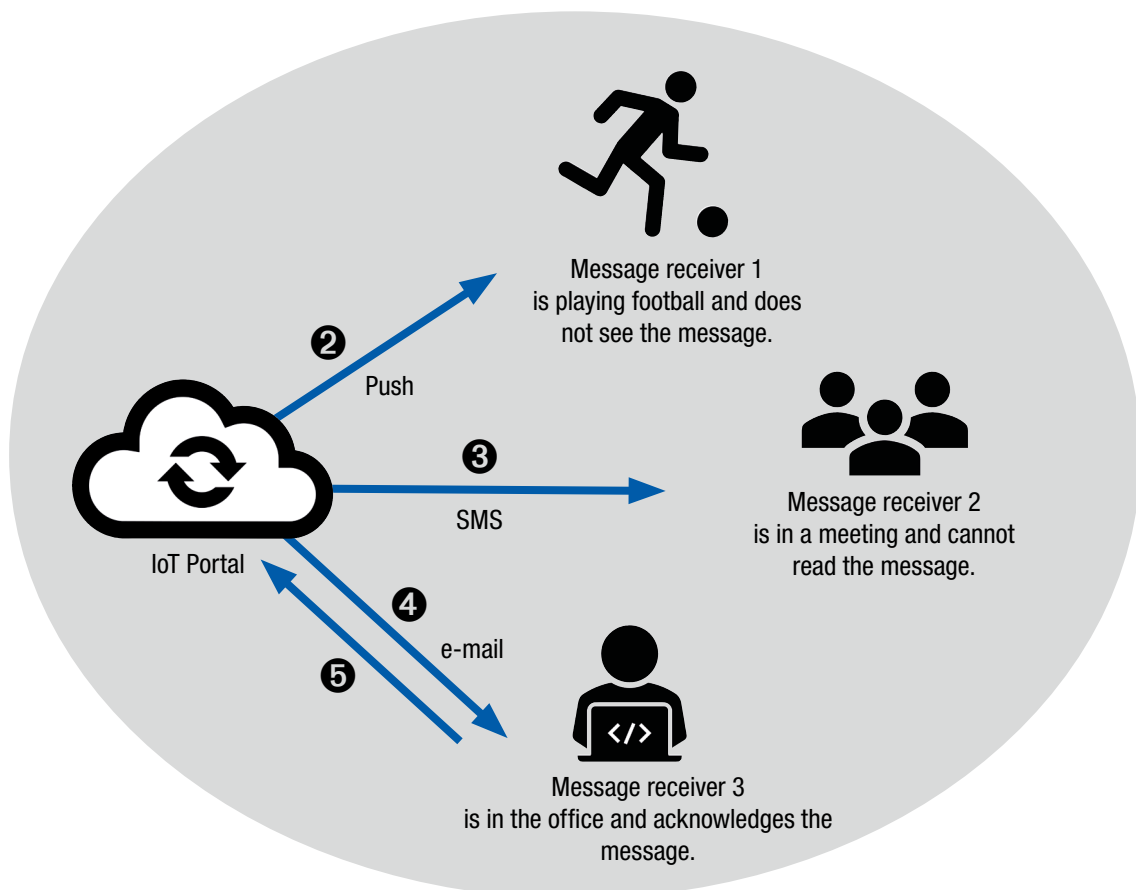 Message receiver 1
is playing football and does
not see the message.
❷
Push
❸
SMS
Message receiver 2
is in a meeting and cannot
read the message.
IoT Portal
❹
e-mail
❺
</>
Message receiver 3
is in the office and acknowledges the
message.